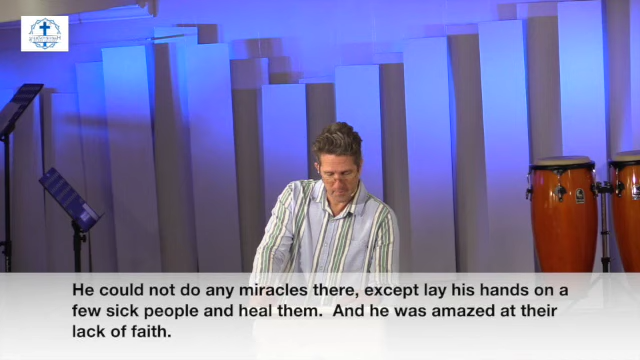 He could not do any miracles there, except lay his hands on a
few sick people and heal them.  And he was amazed at their
lack of faith.